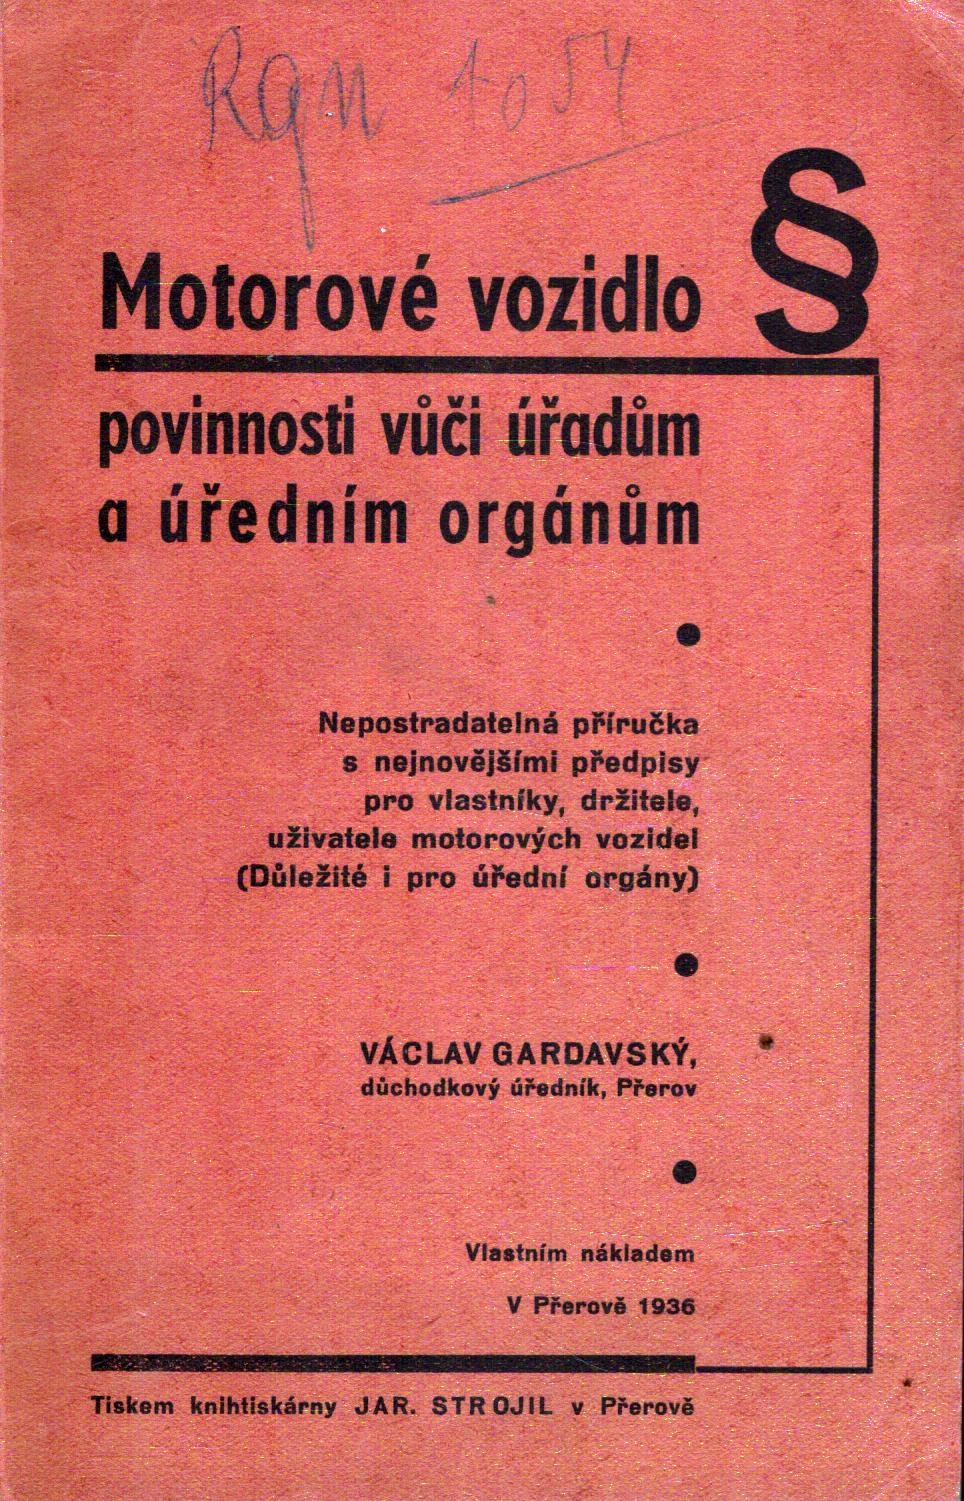 Rgn 1054
§
Motorové vozidlo
povinnosti vůči úřadům
a úředním orgánům
Nepostradatelná příručka
s nejnovějšími předpisy
pro vlastníky, držitele,
uživatele motorových vozidel
(Důležité i pro úřední orgány)
VÁCLAV GARDAVSKÝ,
důchodkový úředník, Přerov
Vlastním nákladem
V Přerově 1936
Tiskem knihtiskárny JAR. STROJIL v Přerově